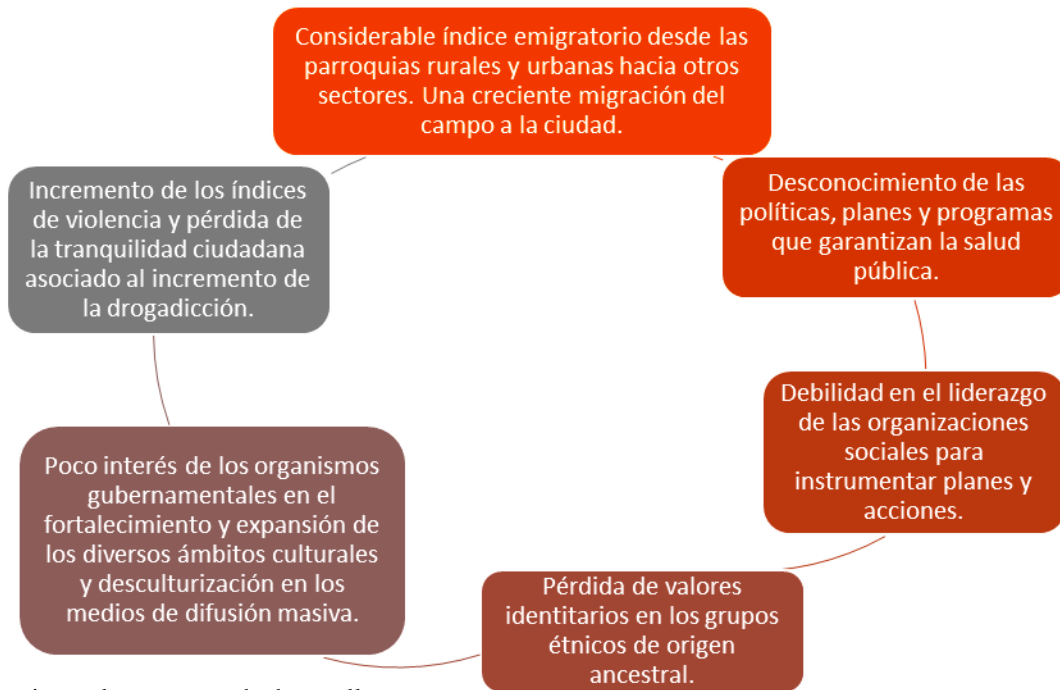 Considerable índice emigratorio desde las
parroquias rurales y urbanas hacia otros
sectores. Una creciente migración del
campo a la ciudad.
Desconocimiento de las
políticas, planes y programas
que garantizan la salud
pública.
Debilidad en el liderazgo
de las organizaciones
sociales para
instrumentar planes y
acciones.
Pérdida de valores
identitarios en los grupos
étnicos de origen
ancestral.
Poco interés de los organismos
gubernamentales en el
fortalecimiento y expansión de
los diversos ámbitos culturales
y desculturización en los
medios de difusión masiva.
Incremento de los índices
de violencia y pérdida de
la tranquilidad ciudadana
asociado al incremento de
la drogadicción.